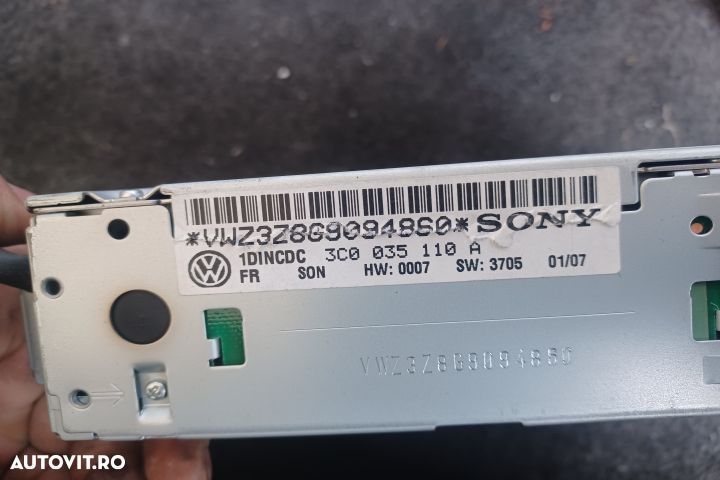 *VWZ3Z8G9094860* SONY
1DINCDC 3C0 035 110 A
FR SON HW: 0007 SW: 3705 01/07
VWZ3Z8G9094860
AUTOVIT.RO